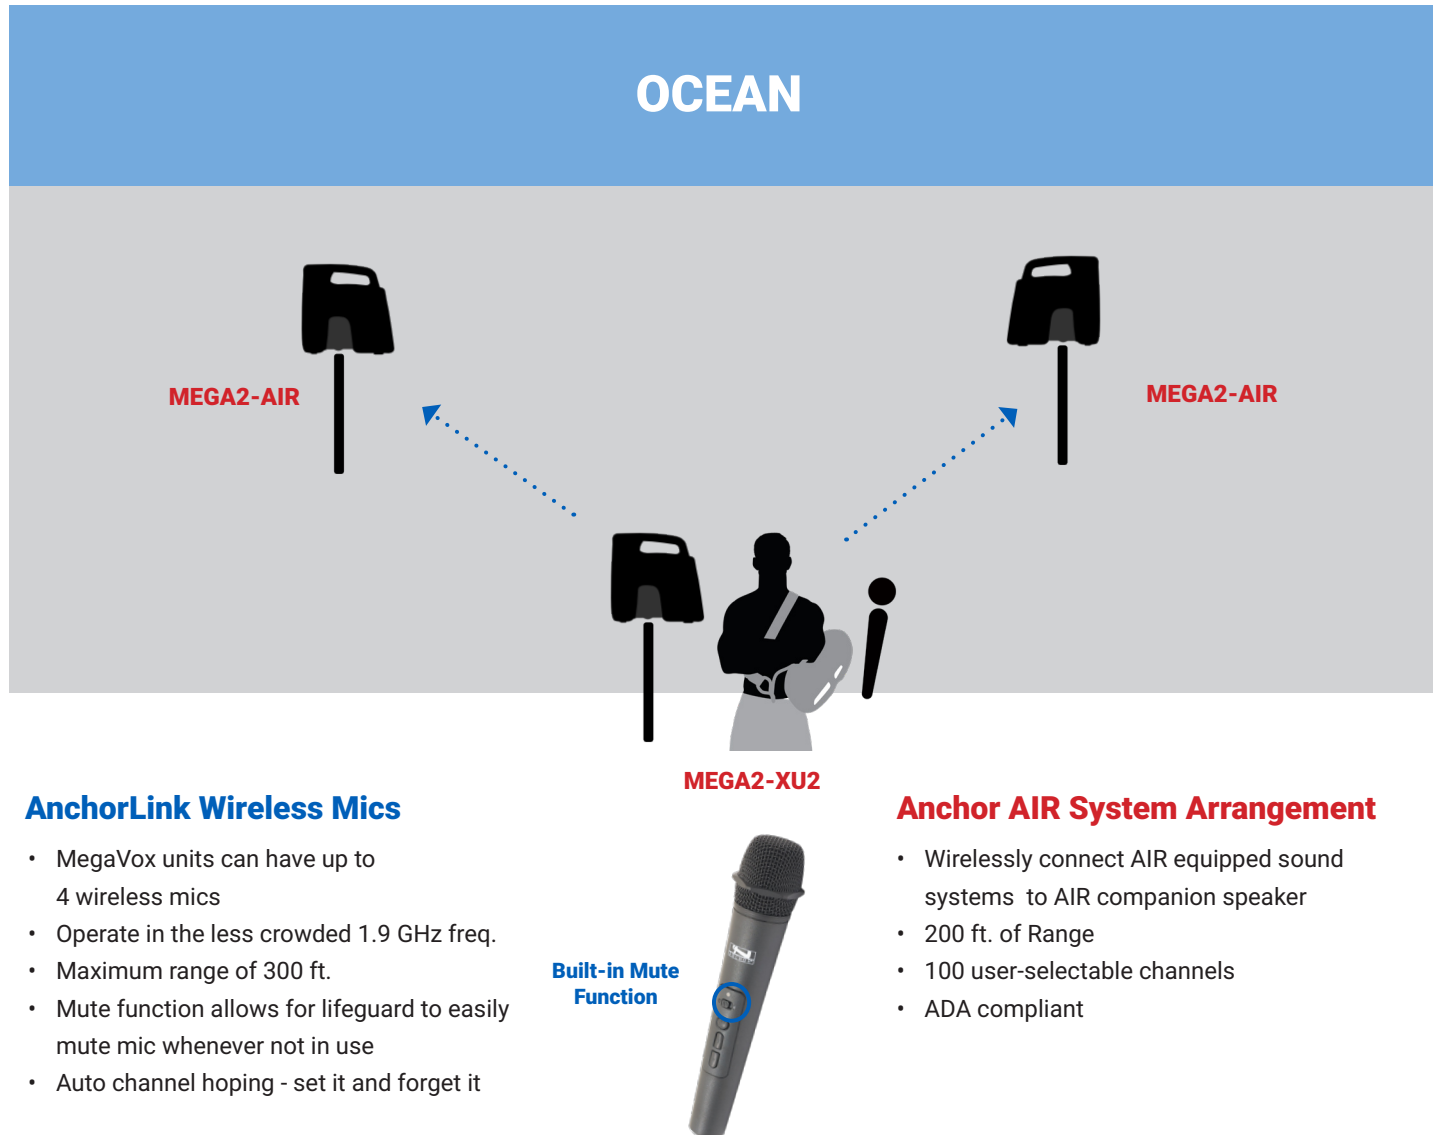 OCEAN
MEGA2-AIR
MEGA2-AIR
MEGA2-XU2
AnchorLink Wireless Mics
• MegaVox units can have up to
4 wireless mics
• Operate in the less crowded 1.9 GHz freq.
• Maximum range of 300 ft.
• Mute function allows for lifeguard to easily
mute mic whenever not in use
• Auto channel hoping - set it and forget it
Built-in Mute
Function
Anchor AIR System Arrangement
• Wirelessly connect AIR equipped sound
systems to AIR companion speaker
• 200 ft. of Range
• 100 user-selectable channels
• ADA compliant